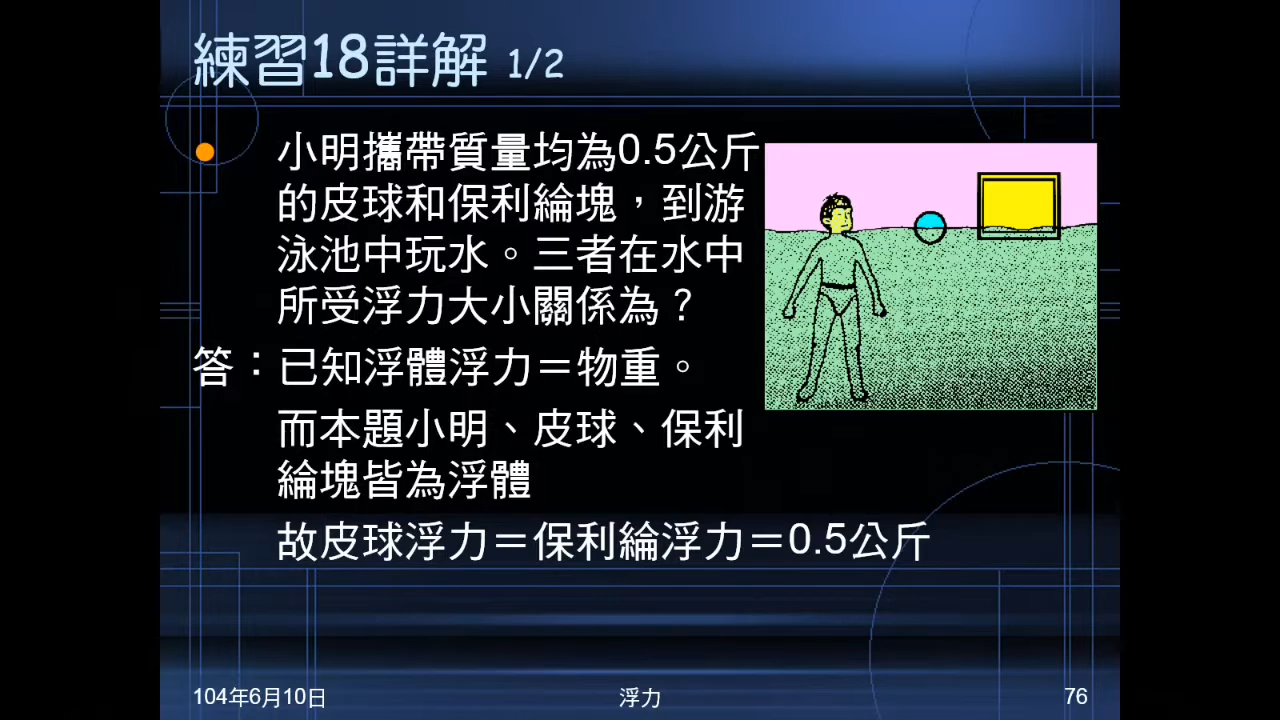 練習18詳解 1/2
小明攜帶質量均為0.5公斤
的皮球和保利綸塊，到游
泳池中玩水。三者在水中
所受浮力大小關係為？
答：已知浮體浮力＝物重。
而本題小明、皮球、保利
綸塊皆為浮體
故皮球浮力＝保利綸浮力＝0.5公斤
104年6月10日
浮力
76